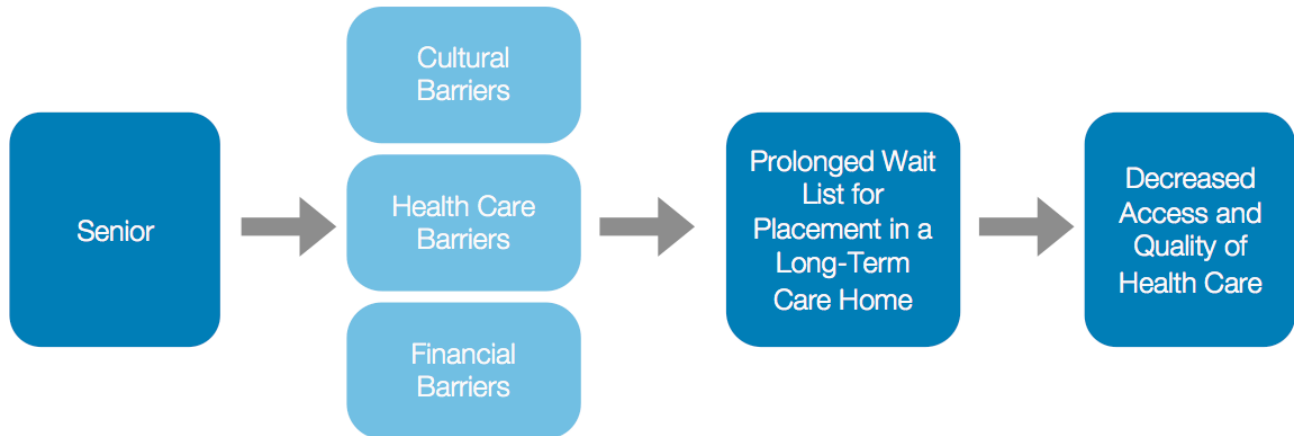 Senior
Cultural
Barriers
Health Care
Barriers
Financial
Barriers
Prolonged Wait
List for
Placement in a
Long-Term
Care Home
Decreased
Access and
Quality of
Health Care